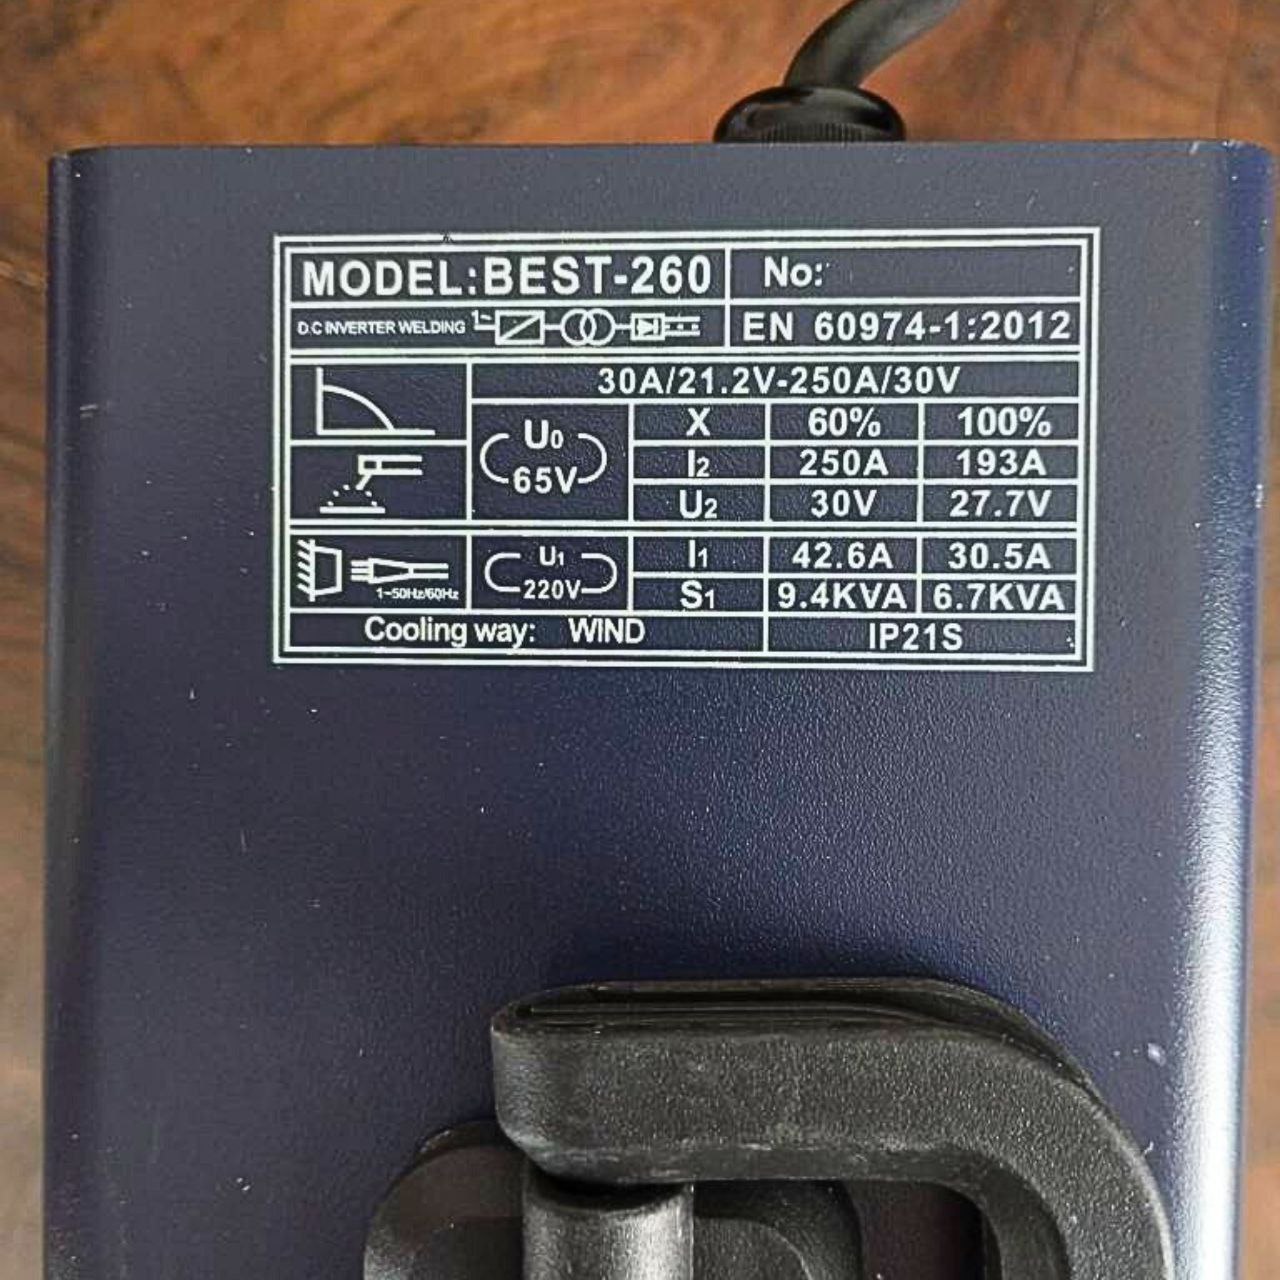 MODEL:BEST-260 No:
D.C INVERTER WELDING 1~ EN 60974-1:2012
30A/21.2V-250A/30V
U0 65V X 60% 100%
I2 250A 193A
U2 30V 27.7V
1~50Hz/60Hz U1 220V I1 42.6A 30.5A
S1 9.4KVA 6.7KVA
Cooling way: WIND IP21S